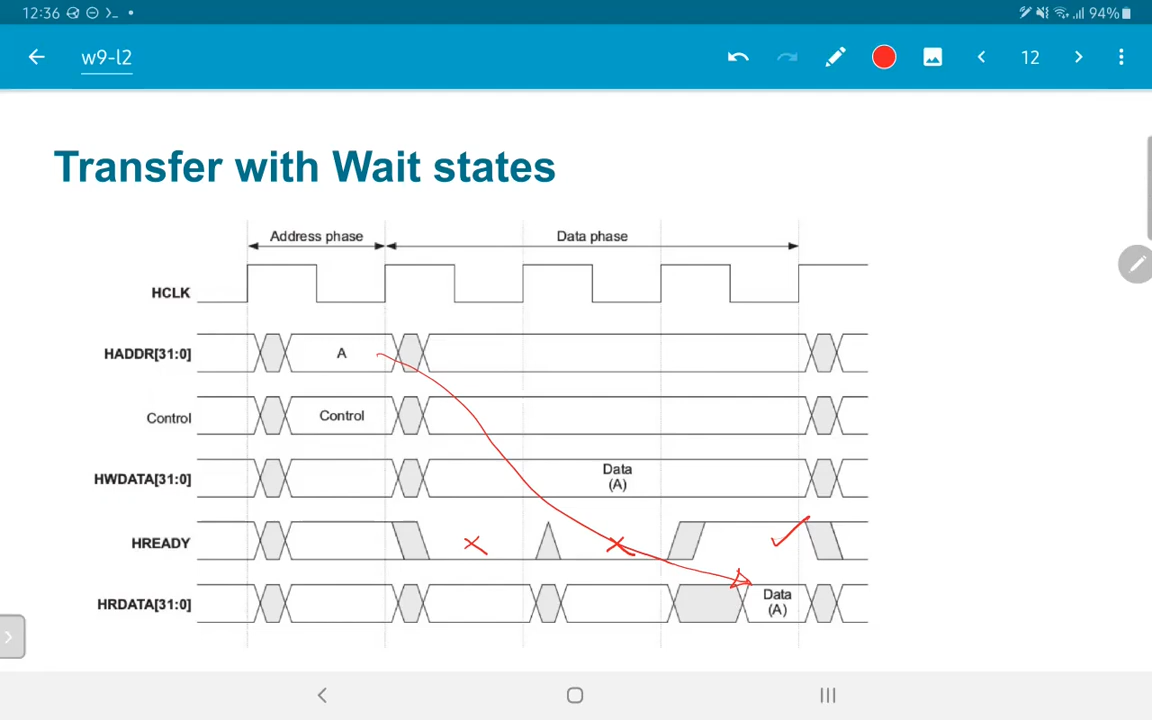 12:36 94%
w9-l2 12
Transfer with Wait states
Address phase Data phase
HCLK
HADDR[31:0] A
Control Control
HWDATA[31:0] Data
(A)
HREADY
HRDATA[31:0] Data
(A)